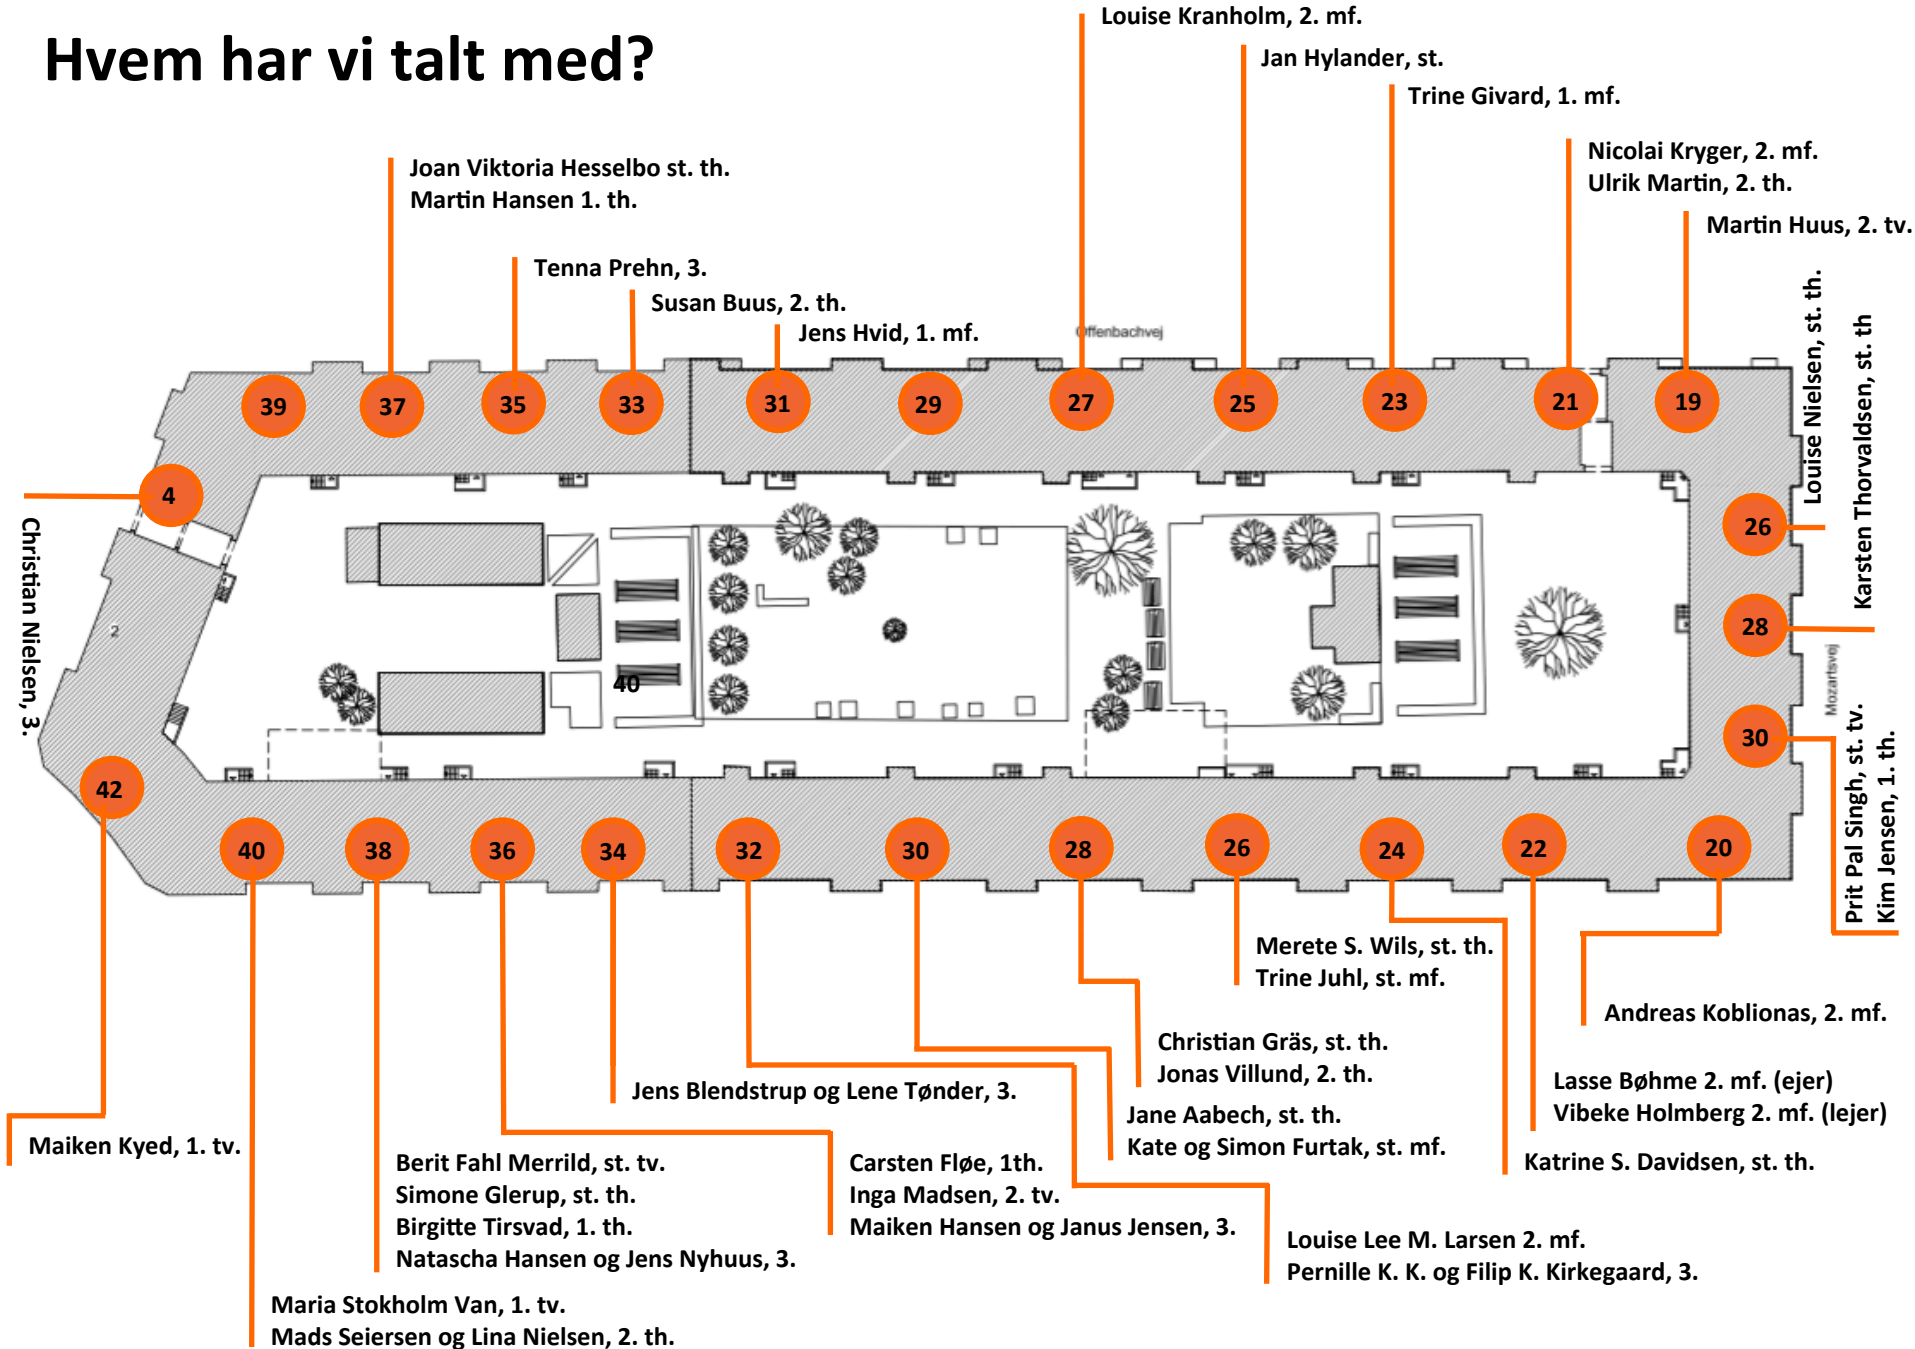 Hvem har vi talt med?
Louise Kranholm, 2. mf.
Jan Hylander, st.
Trine Givard, 1. mf.
Nicolai Kryger, 2. mf.
Ulrik Martin, 2. th.
Martin Huus, 2. tv.
Joan Viktoria Hesselbo st. th.
Martin Hansen 1. th.
Tenna Prehn, 3.
Susan Buus, 2. th.
Jens Hvid, 1. mf.
Offenbachvej
Louise Nielsen, st. th.
Karsten Thorvaldsen, st. th
39
37
35
33
31
29
27
25
23
21
19
4
26
28
Christian Nielsen, 3.
2
40
Mozartsvej
30
Prit Pal Singh, st. tv.
Kim Jensen, 1. th.
42
40
38
36
34
32
30
28
26
24
22
20
Merete S. Wils, st. th.
Trine Juhl, st. mf.
Andreas Koblionas, 2. mf.
Christian Gräs, st. th.
Jonas Villund, 2. th.
Lasse Bøhme 2. mf. (ejer)
Vibeke Holmberg 2. mf. (lejer)
Jens Blendstrup og Lene Tønder, 3.
Jane Aabech, st. th.
Kate og Simon Furtak, st. mf.
Katrine S. Davidsen, st. th.
Maiken Kyed, 1. tv.
Berit Fahl Merrild, st. tv.
Simone Glerup, st. th.
Birgitte Tirsvad, 1. th.
Natascha Hansen og Jens Nyhuus, 3.
Carsten Fløe, 1th.
Inga Madsen, 2. tv.
Maiken Hansen og Janus Jensen, 3.
Louise Lee M. Larsen 2. mf.
Pernille K. K. og Filip K. Kirkegaard, 3.
Maria Stokholm Van, 1. tv.
Mads Seiersen og Lina Nielsen, 2. th.